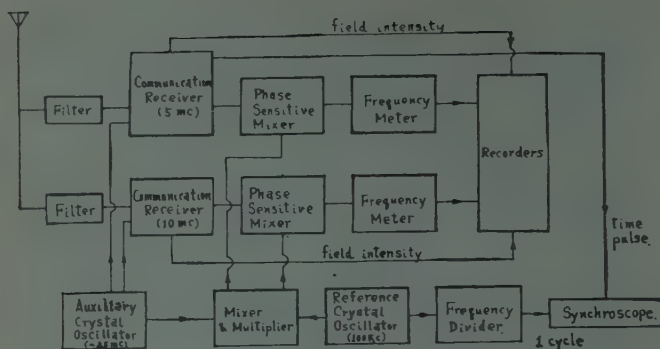 field intensity
Communication
Receiver
(5 mc)
Phase
Sensitive
Mixer
Frequency
Meter
Filter
Recorders
Communication
Receiver
(10 mc)
Phase
Sensitive
Mixer
Frequency
Meter
Filter
field intensity
Time
pulse.
Auxiliary
Crystal
Oscillator
Mixer
& Multiplier
Reference
Crystal
Oscillator
(100KC)
Frequency
Divider.
Synchroscope.
1 cycle